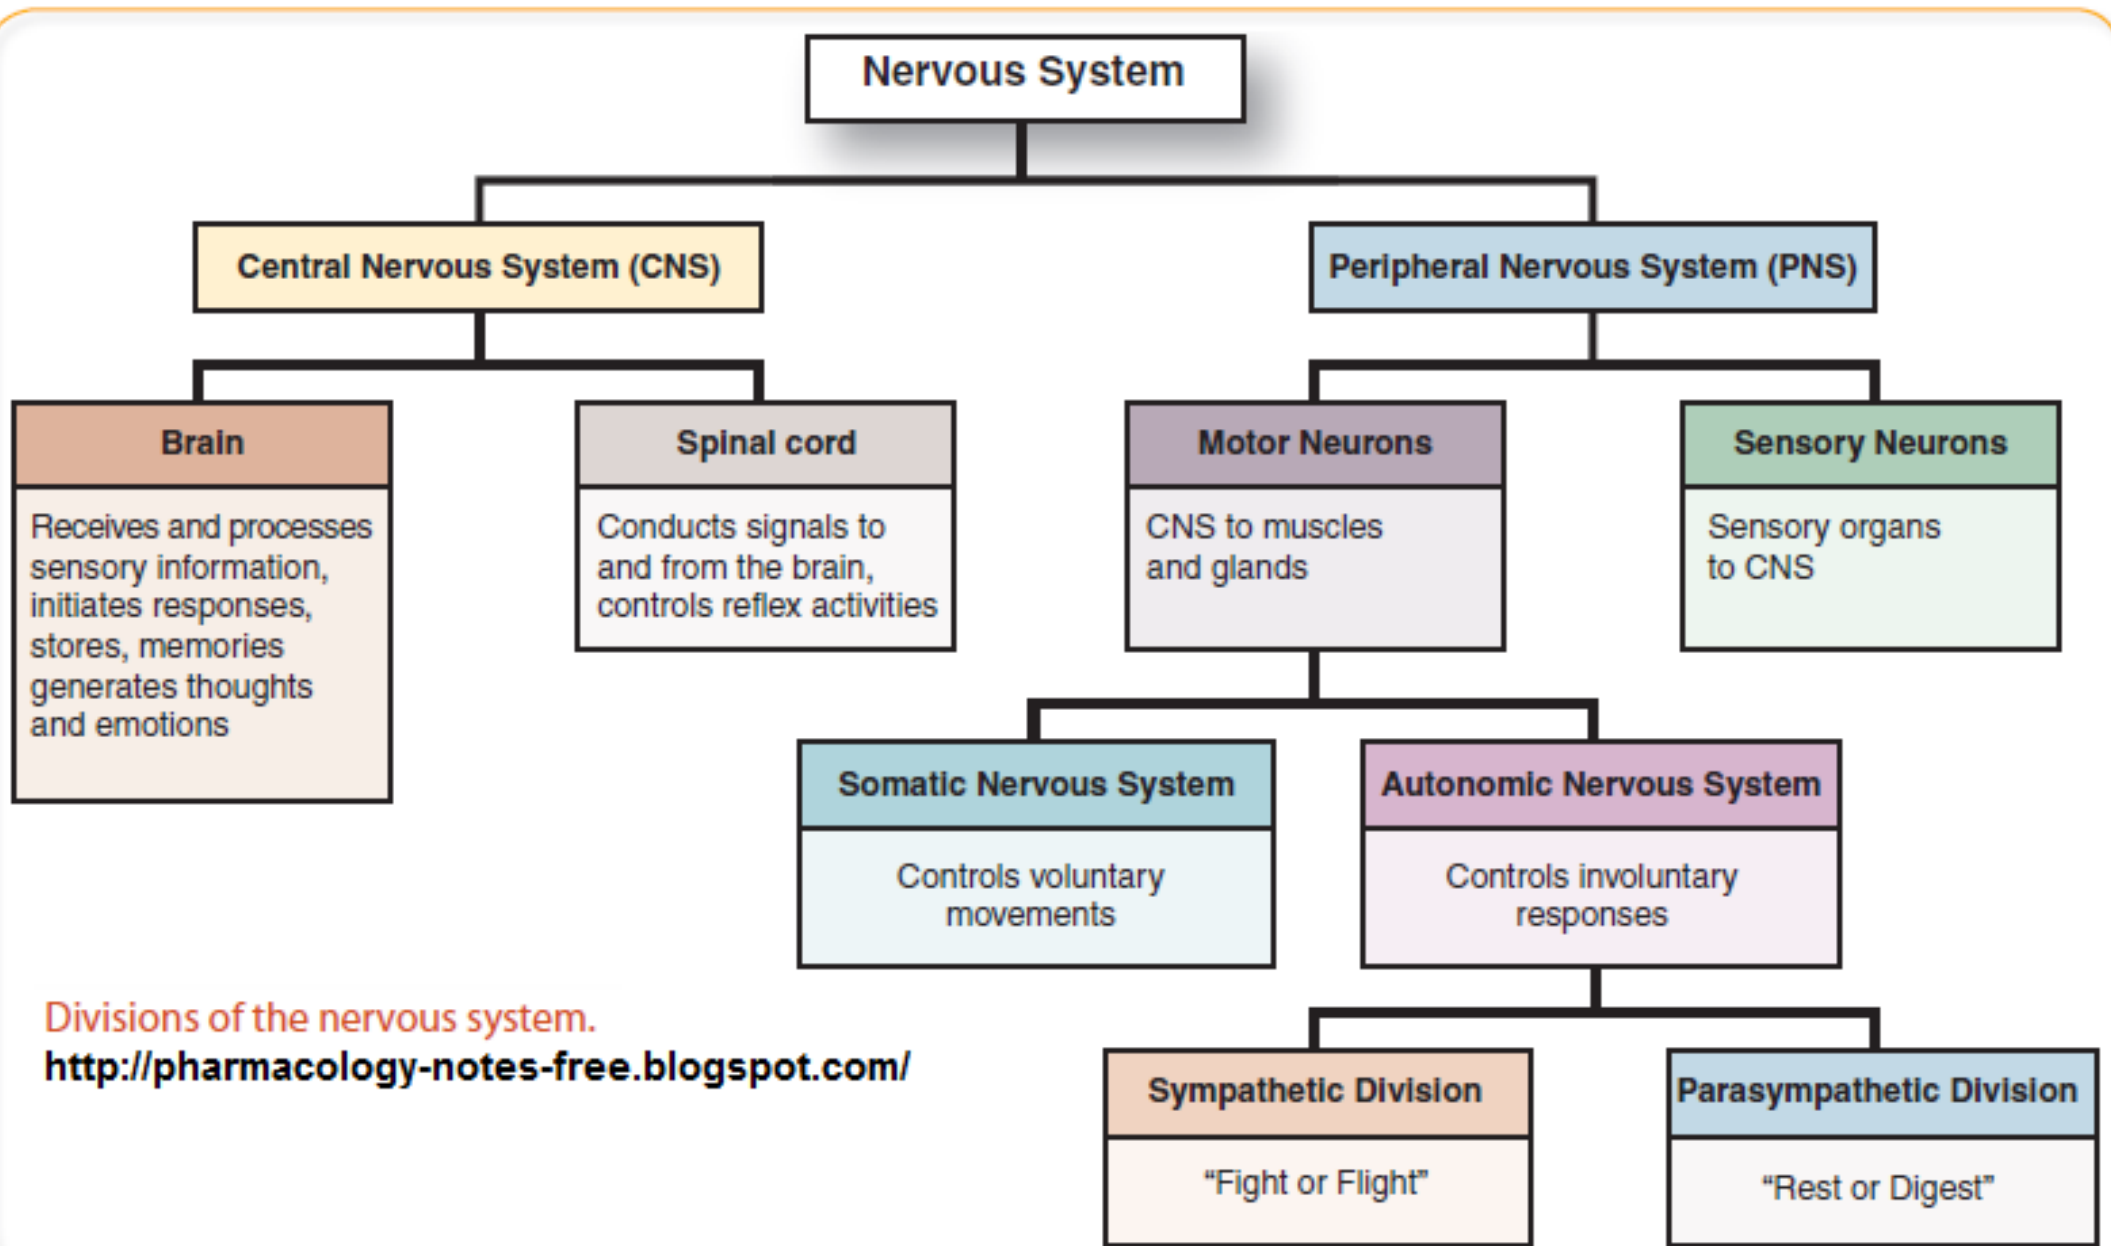 Nervous System
Central Nervous System (CNS)
Peripheral Nervous System (PNS)
Brain
Receives and processes
sensory information,
initiates responses,
stores, memories
generates thoughts
and emotions
Spinal cord
Conducts signals to
and from the brain,
controls reflex activities
Motor Neurons
CNS to muscles
and glands
Sensory Neurons
Sensory organs
to CNS
Somatic Nervous System
Controls voluntary
movements
Autonomic Nervous System
Controls involuntary
responses
Sympathetic Division
“Fight or Flight”
Parasympathetic Division
“Rest or Digest”
Divisions of the nervous system.
http://pharmacology-notes-free.blogspot.com/